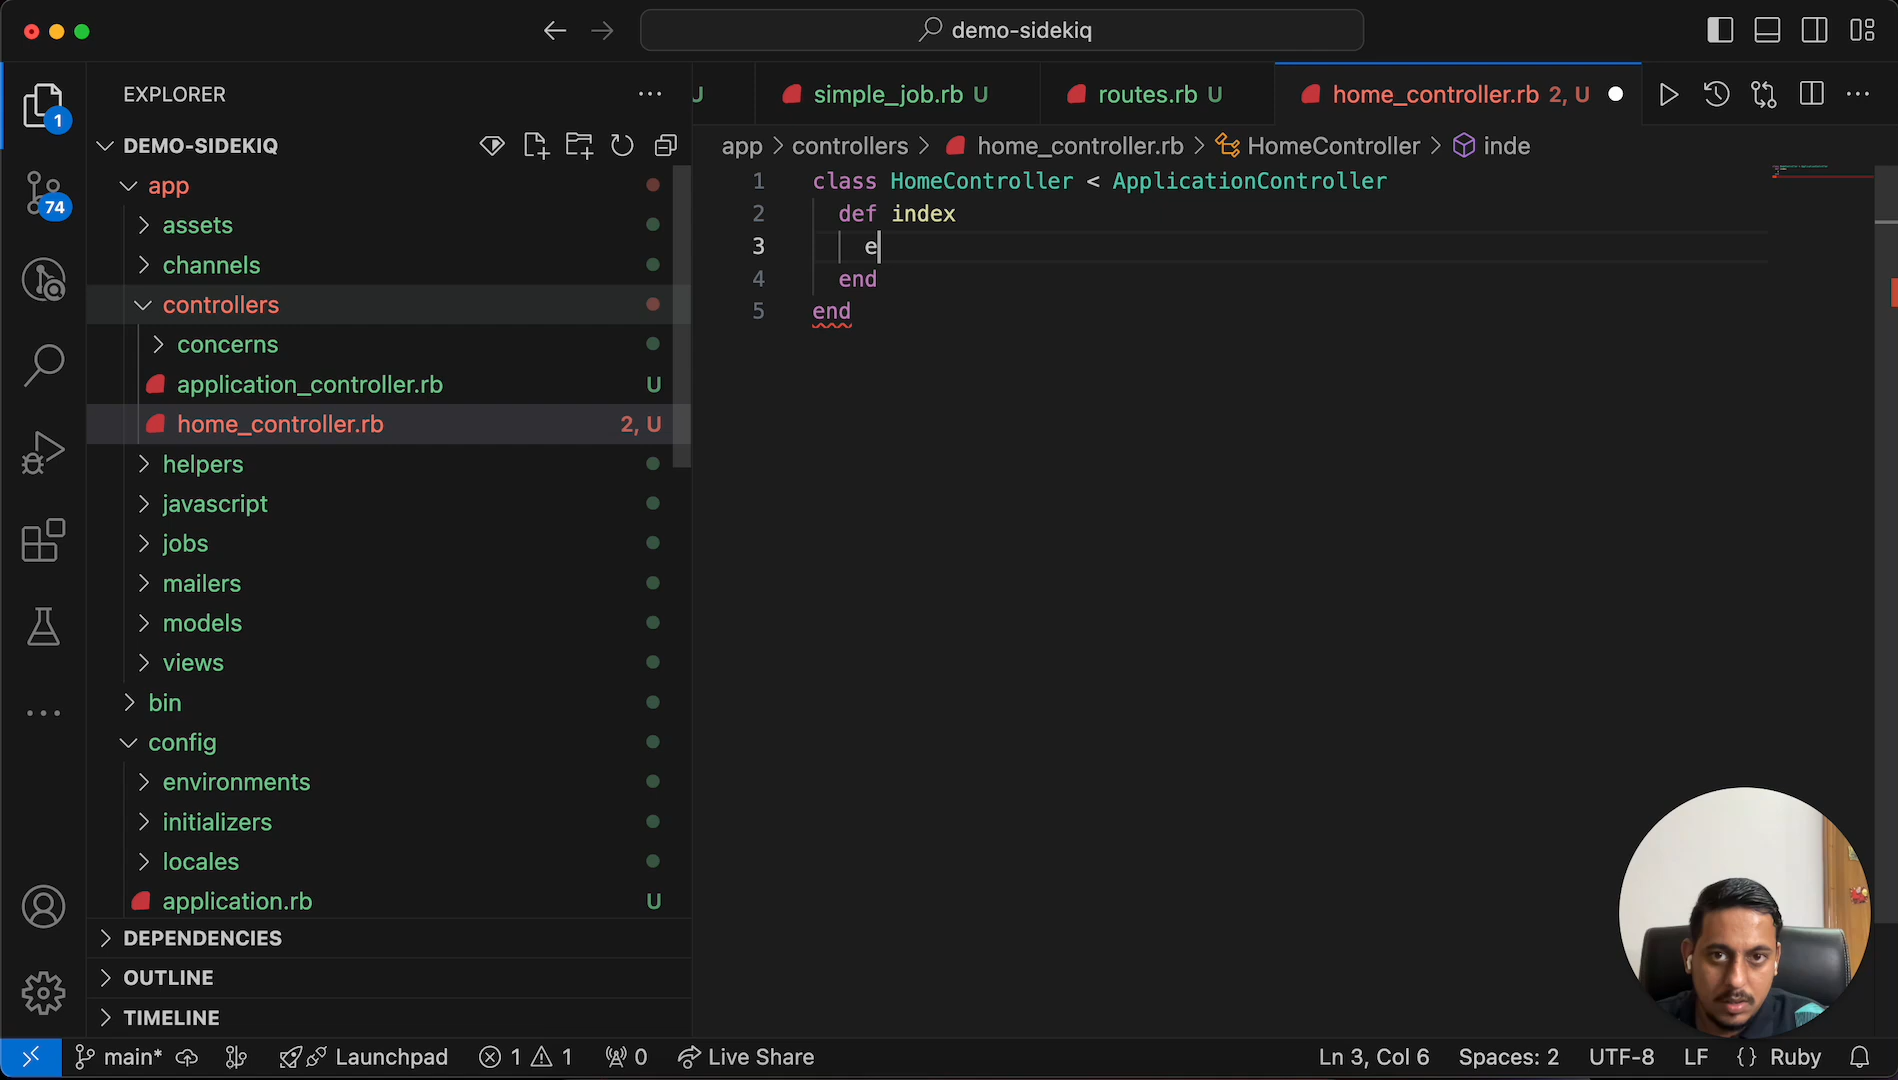 demo-sidekiq
1
EXPLORER
U
simple_job.rb U
routes.rb U
home_controller.rb 2, U
DEMO-SIDEKIQ
app > controllers > home_controller.rb > HomeController > inde
74
app
assets
channels
controllers
concerns
application_controller.rb U
home_controller.rb 2, U
helpers
javascript
jobs
mailers
models
views
bin
config
environments
initializers
locales
application.rb U
DEPENDENCIES
OUTLINE
TIMELINE
1 class HomeController < ApplicationController
2 def index
3 e
4 end
5 end
main* Launchpad 1 1 0 Live Share Ln 3, Col 6 Spaces: 2 UTF-8 LF {} Ruby